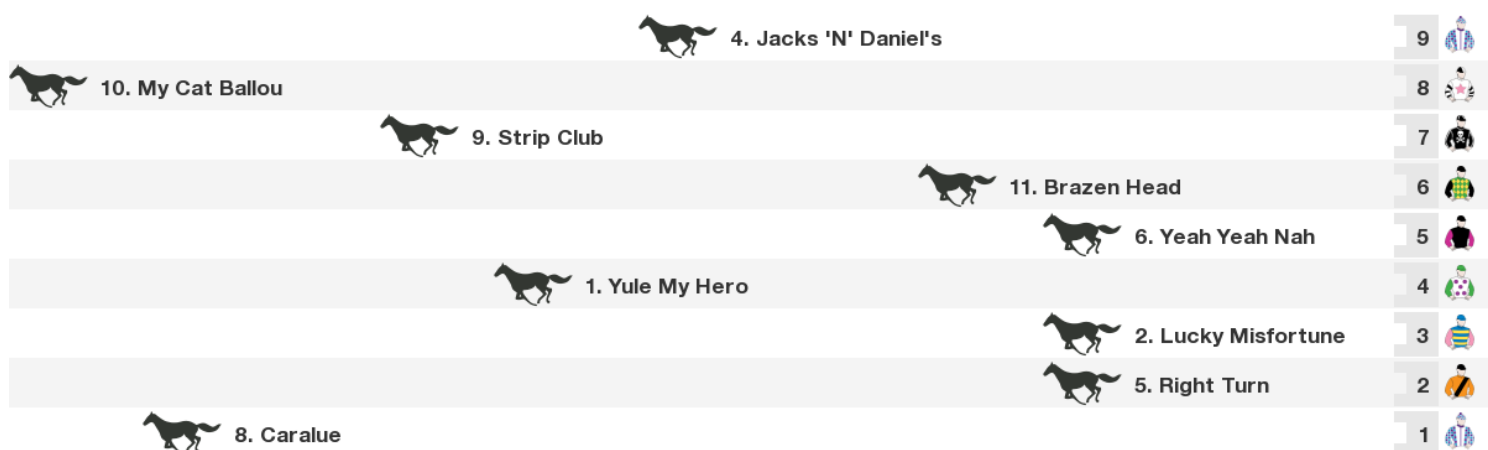 4. Jacks 'N' Daniel's 9
10. My Cat Ballou 8
9. Strip Club 7
11. Brazen Head 6
6. Yeah Yeah Nah 5
1. Yule My Hero 4
2. Lucky Misfortune 3
5. Right Turn 2
8. Caralue 1